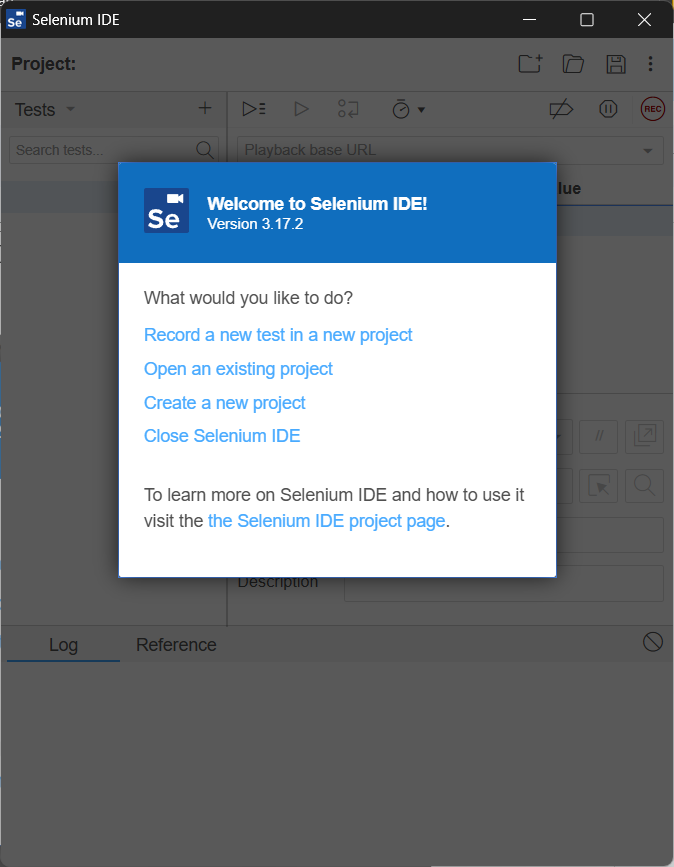 Se Selenium IDE
Project:
Tests
Search tests...
Playback base URL
lue
REC
Se
Welcome to Selenium IDE!
Version 3.17.2
What would you like to do?
Record a new test in a new project
Open an existing project
Create a new project
Close Selenium IDE
To learn more on Selenium IDE and how to use it
visit the the Selenium IDE project page.
//
Description
Log
Reference